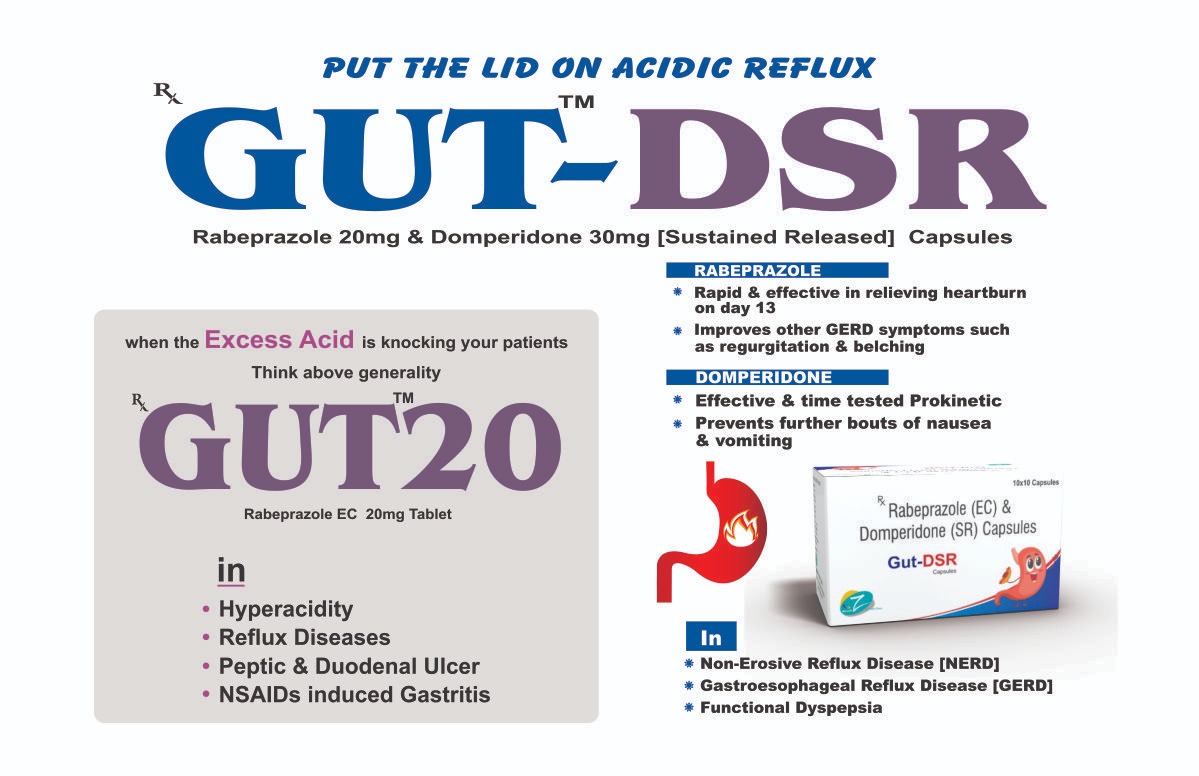 PUT THE LID ON ACIDIC REFLUX
Rx
GUT-DSR™
Rabeprazole 20mg & Domperidone 30mg [Sustained Released] Capsules
when the Excess Acid is knocking your patients
Think above generality
Rx
GUT™20
Rabeprazole EC 20mg Tablet
in
• Hyperacidity
• Reflux Diseases
• Peptic & Duodenal Ulcer
• NSAIDs induced Gastritis
RABEPRAZOLE
Rapid & effective in relieving heartburn
on day 13
Improves other GERD symptoms such
as regurgitation & belching
DOMPERIDONE
Effective & time tested Prokinetic
Prevents further bouts of nausea
& vomiting
10x10 Capsules
Rx
Rabeprazole (EC) &
Domperidone (SR) Capsules
Gut-DSR
Capsules
Z
In
Non-Erosive Reflux Disease [NERD]
Gastroesophageal Reflux Disease [GERD]
Functional Dyspepsia